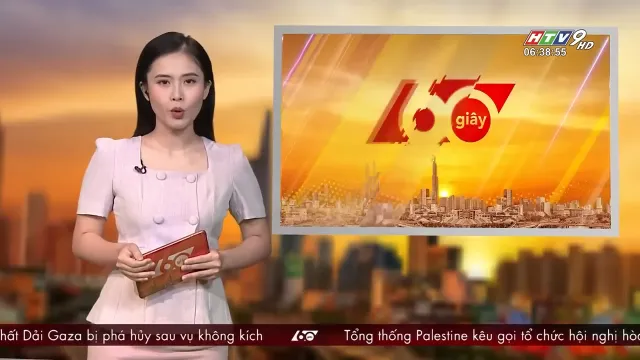 HTV9 HD
06:38:55
60 giây
hất Dải Gaza bị phá hủy sau vụ không kích 60 Tổng thống Palestine kêu gọi tổ chức hội nghị hò